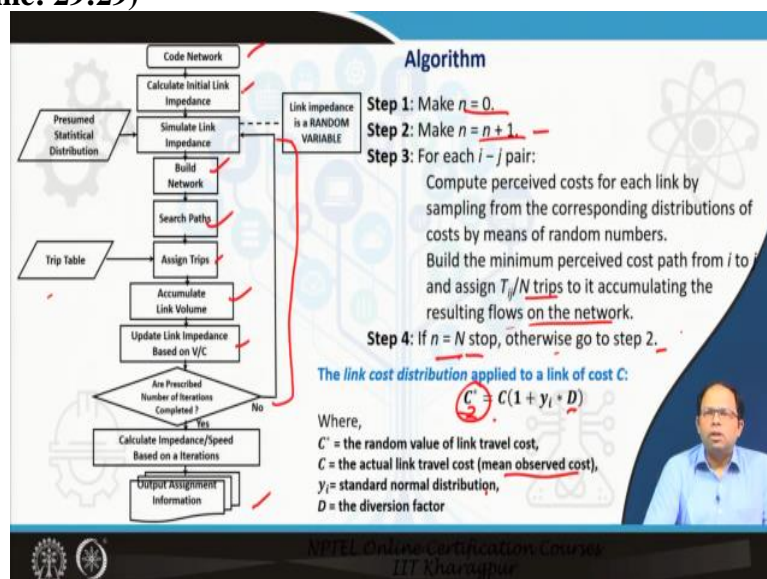 Code Network
Calculate Initial Link
Impedance
Presumed
Statistical
Distribution
Simulate Link
Impedance
Link impedance
is a RANDOM
VARIABLE
Build
Network
Search Paths
Trip Table
Assign Trips
Accumulate
Link Volume
Update Link Impedance
Based on V/C
Are Prescribed
Number of Iterations
Completed ?
No
Yes
Calculate Impedance/Speed
Based on a Iterations
Output Assignment
Information
Algorithm
Step 1: Make n = 0.
Step 2: Make n = n + 1.
Step 3: For each i – j pair:
Compute perceived costs for each link by
sampling from the corresponding distributions of
costs by means of random numbers.
Build the minimum perceived cost path from i to j
and assign Tij/N trips to it accumulating the
resulting flows on the network.
Step 4: If n = N stop, otherwise go to step 2.
The link cost distribution applied to a link of cost C:
C* = C(1 + yi * D)
Where,
C* = the random value of link travel cost,
C = the actual link travel cost (mean observed cost),
yi= standard normal distribution,
D = the diversion factor
NPTEL Online Certification Courses
IIT Kharagpur